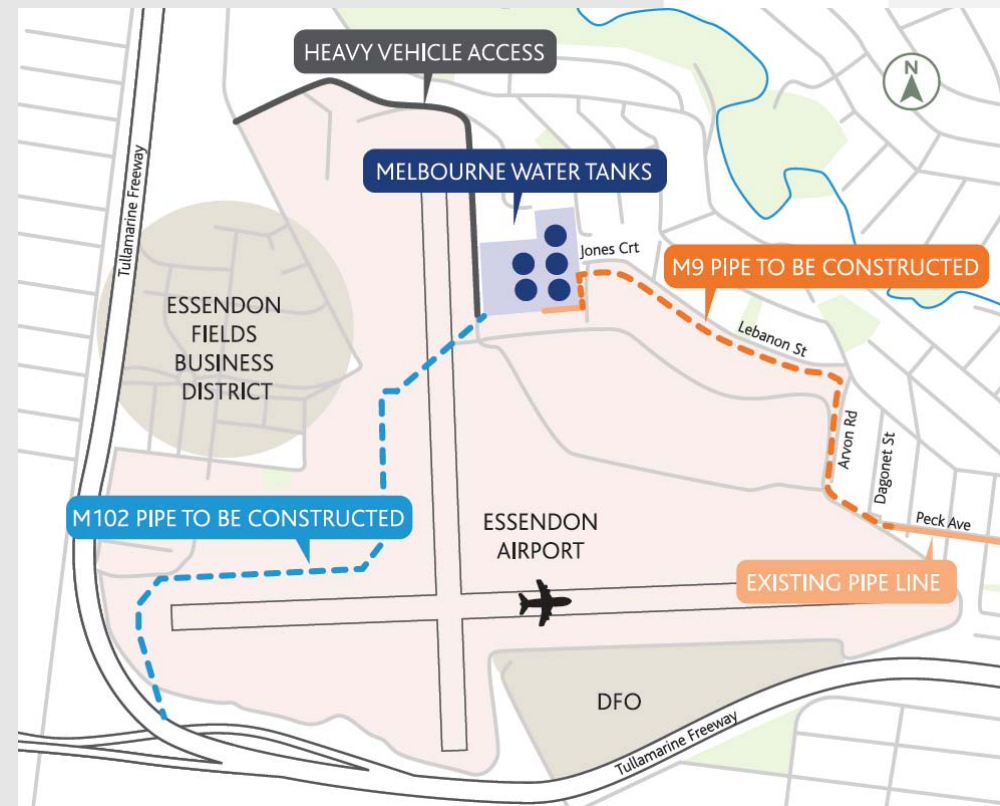 HEAVY VEHICLE ACCESS
N
MELBOURNE WATER TANKS
Tullamarine Freeway
Jones Crt
M9 PIPE TO BE CONSTRUCTED
ESSENDON
FIELDS
BUSINESS
DISTRICT
Lebanon St
Arvon Rd
Dagonet St
M102 PIPE TO BE CONSTRUCTED
ESSENDON
AIRPORT
Peck Ave
EXISTING PIPE LINE
DFO
Tullamarine Freeway